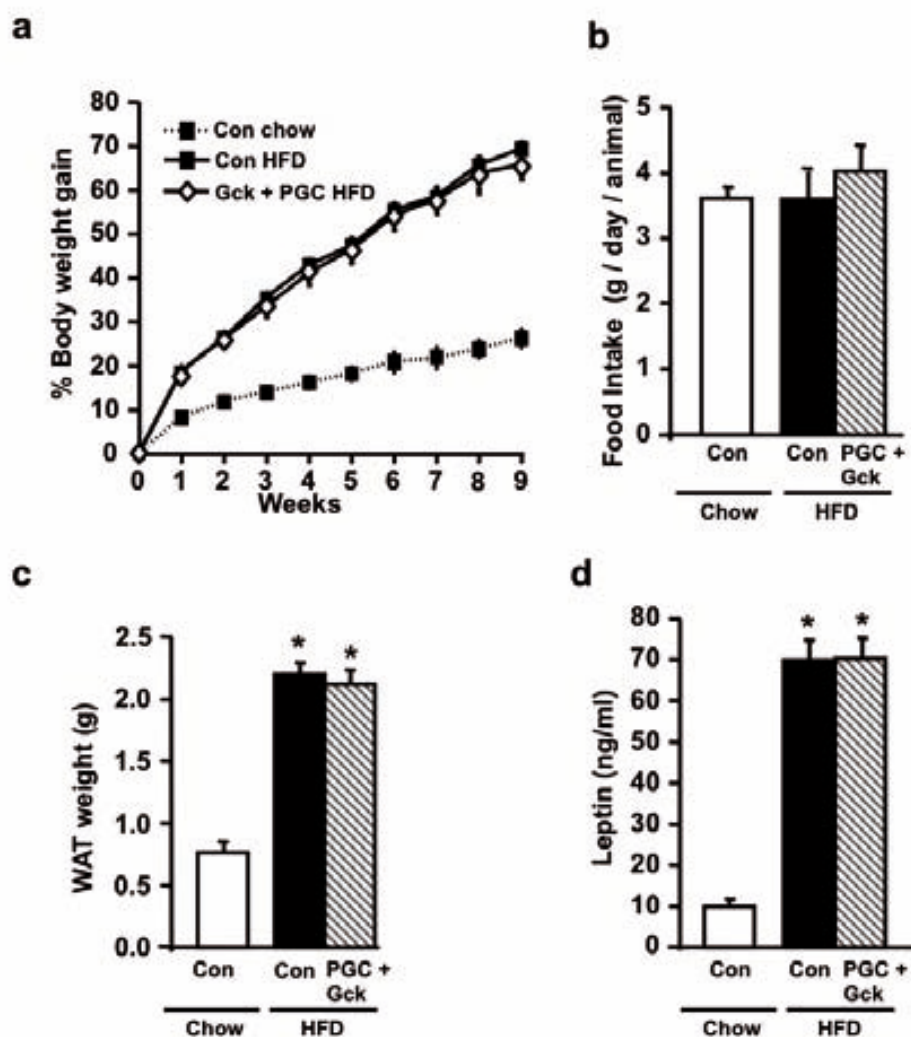 a
80
70
60
50
40
30
20
10
0
% Body weight gain
Con chow
Con HFD
Gck + PGC HFD
0 1 2 3 4 5 6 7 8 9
Weeks
b
5
4
3
2
1
0
Food Intake (g / day / animal)
Con Con PGC +
Gck
Chow HFD
c
2.5
2.0
1.5
1.0
0.5
0.0
WAT weight (g)
* *
Con Con PGC +
Gck
Chow HFD
d
80
70
60
50
40
30
20
10
0
Leptin (ng/ml)
* *
Con Con PGC +
Gck
Chow HFD